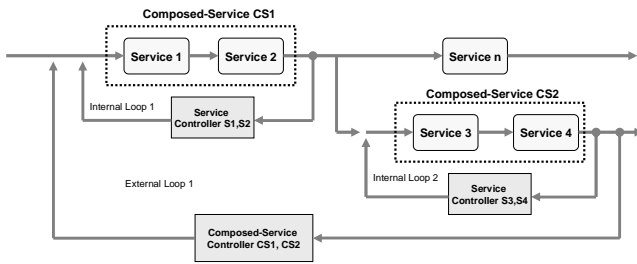 Composed-Service CS1
Service 1
Service 2
Service n
Internal Loop 1
Service
Controller S1,S2
Composed-Service CS2
Service 3
Service 4
Internal Loop 2
Service
Controller S3,S4
External Loop 1
Composed-Service
Controller CS1, CS2